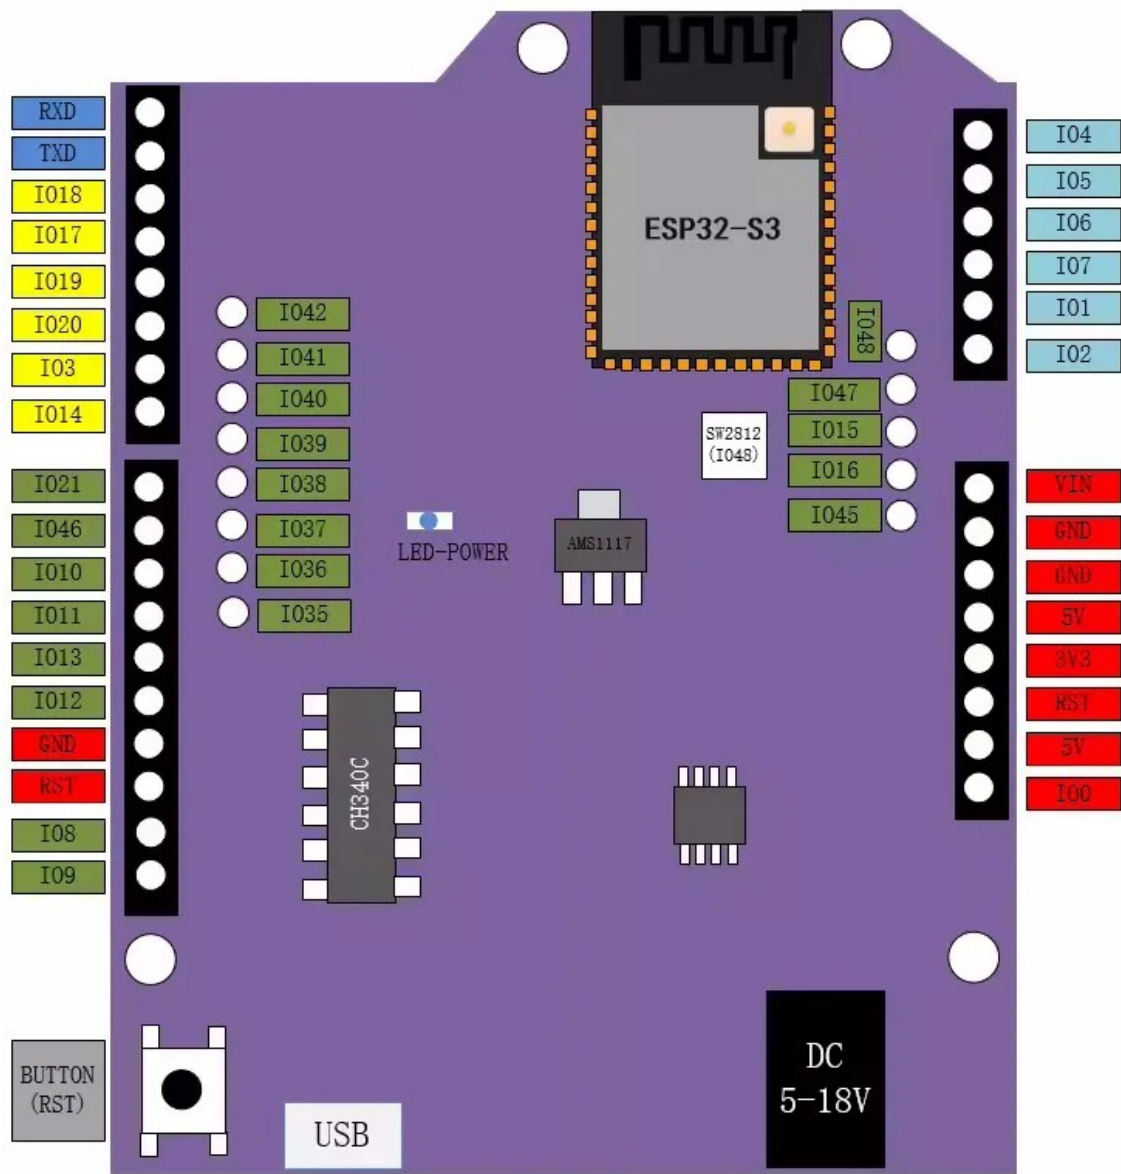 RXD
TXD
IO18
IO17
IO19
IO20
IO3
IO14
IO21
IO46
IO10
IO11
IO13
IO12
GND
RST
IO8
IO9
BUTTON
(RST)
IO42
IO41
IO40
IO39
IO38
IO37
IO36
IO35
LED-POWER
CH340C
USB
ESP32-S3
SW2812
(IO48)
AMS1117
IO48
IO47
IO15
IO16
IO45
DC
5-18V
IO4
IO5
IO6
IO7
IO1
IO2
VIN
GND
GND
5V
3V3
RST
5V
IO0